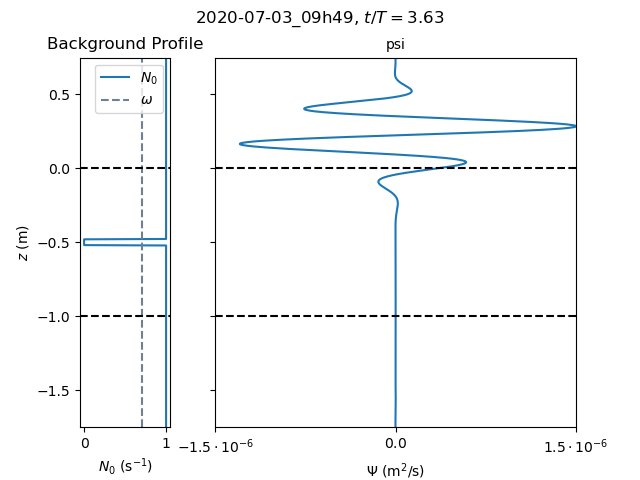 2020-07-03_09h49, t/T = 3.63
Background Profile
psi
N₀
ω
0.5
0.0
−0.5
−1.0
−1.5
z (m)
0 1
N₀ (s⁻¹)
−1.5 · 10⁻⁶ 0.0 1.5 · 10⁻⁶
Ψ (m²/s)